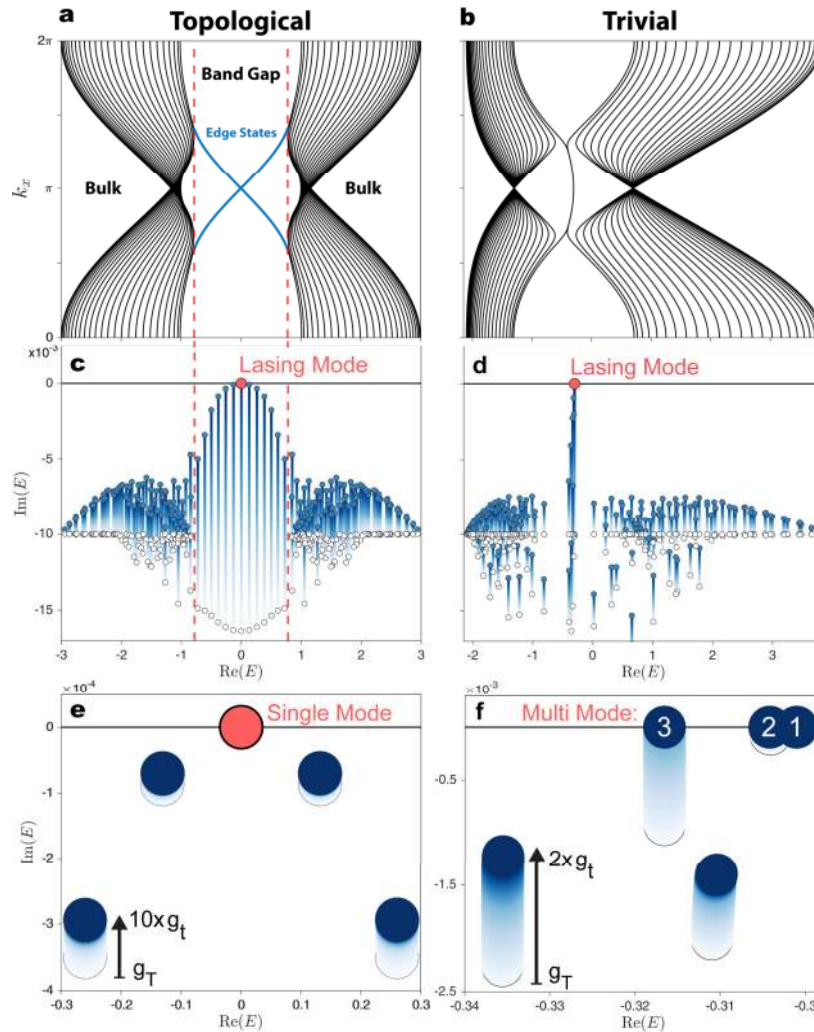 a Topological
b Trivial
2π
Band Gap
Edge States
Bulk
Bulk
k_x
π
0
×10⁻³
c Lasing Mode
d Lasing Mode
0
-5
Im(E)
-10
-15
-3 -2 -1 0 1 2 3
Re(E)
-2 -1 0 1 2 3
Re(E)
×10⁻⁴
e Single Mode
0
-1
Im(E)
-2
-3
-4
10x g_t
g_T
-0.3 -0.2 -0.1 0 0.1 0.2 0.3
Re(E)
×10⁻³
f Multi Mode:
3 2 1
-0.5
-1
-1.5
-2.5
2x g_t
g_T
-0.34 -0.33 -0.32 -0.31 -0.3
Re(E)